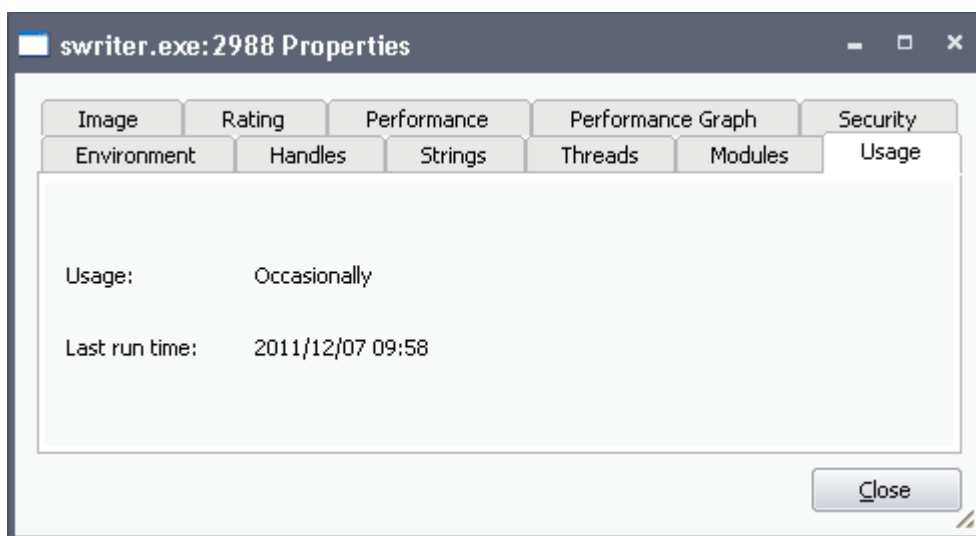 swriter.exe:2988 Properties
Image Rating Performance Performance Graph Security
Environment Handles Strings Threads Modules Usage
Usage: Occasionally
Last run time: 2011/12/07 09:58
Close